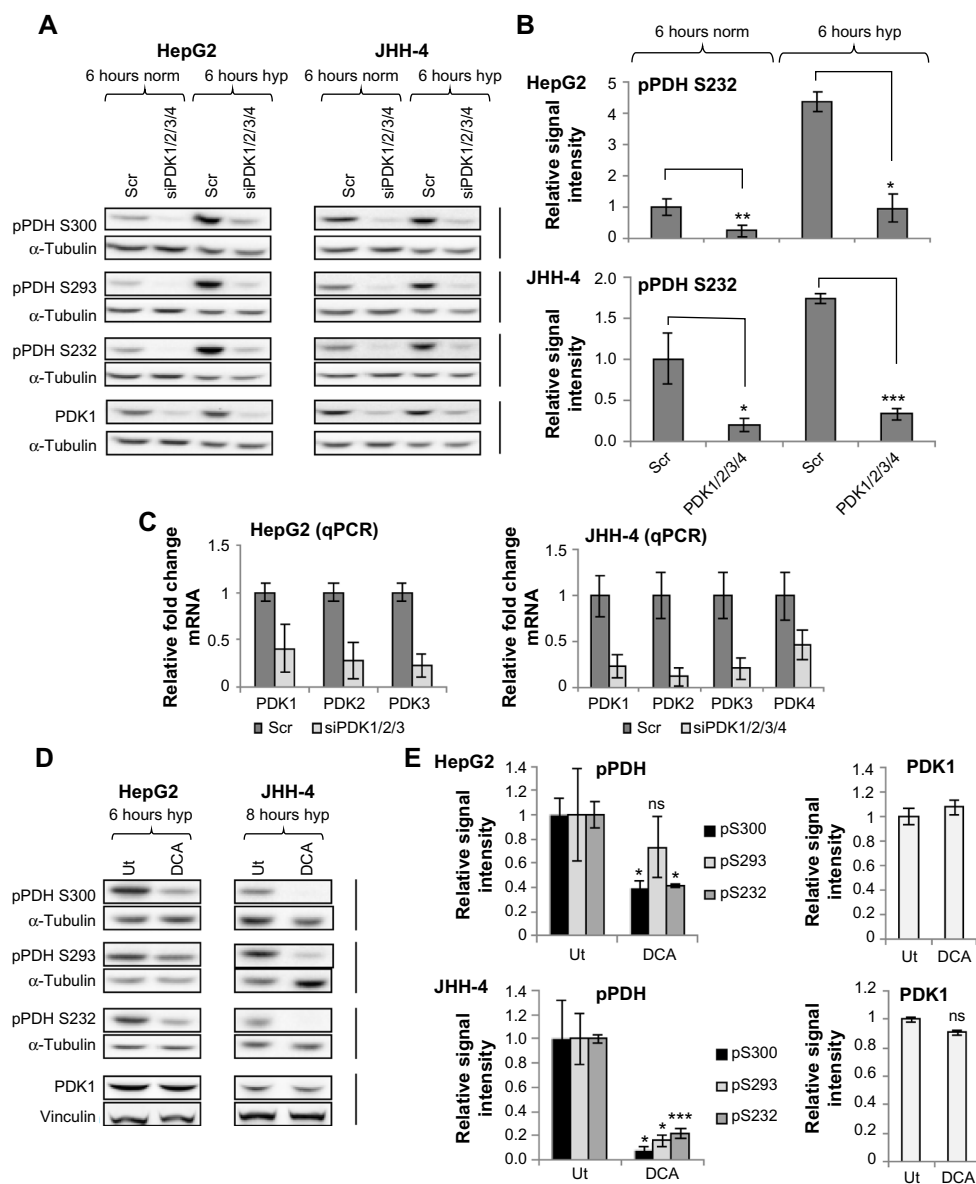 A
HepG2
JHH-4
6 hours norm
6 hours hyp
6 hours norm
6 hours hyp
Scr
siPDK1/2/3/4
Scr
siPDK1/2/3/4
Scr
siPDK1/2/3/4
Scr
siPDK1/2/3/4
pPDH S300
α-Tubulin
pPDH S293
α-Tubulin
pPDH S232
α-Tubulin
PDK1
α-Tubulin
B
6 hours norm
6 hours hyp
HepG2
pPDH S232
Relative signal
intensity
5
4
3
2
1
0
**
*
JHH-4
pPDH S232
Relative signal
intensity
2.0
1.5
1.0
0.5
0.0
*
***
Scr
PDK1/2/3/4
Scr
PDK1/2/3/4
C
HepG2 (qPCR)
Relative fold change
mRNA
1.5
1
0.5
0
PDK1
PDK2
PDK3
Scr
siPDK1/2/3
JHH-4 (qPCR)
Relative fold change
mRNA
1.5
1
0.5
0
PDK1
PDK2
PDK3
PDK4
Scr
siPDK1/2/3/4
D
HepG2
JHH-4
6 hours hyp
8 hours hyp
Ut
DCA
Ut
DCA
pPDH S300
α-Tubulin
pPDH S293
α-Tubulin
pPDH S232
α-Tubulin
PDK1
Vinculin
E
HepG2
pPDH
Relative signal
intensity
1.4
1.2
1
0.8
0.6
0.4
0.2
0
*
ns
*
Ut
DCA
pS300
pS293
pS232
PDK1
Relative signal
intensity
1.4
1.2
1
0.8
0.6
0.4
0.2
0
Ut
DCA
JHH-4
pPDH
Relative signal
intensity
1.4
1.2
1
0.8
0.6
0.4
0.2
0.0
*
*
***
Ut
DCA
pS300
pS293
pS232
PDK1
Relative signal
intensity
1.2
1
0.8
0.6
0.4
0.2
0
ns
Ut
DCA